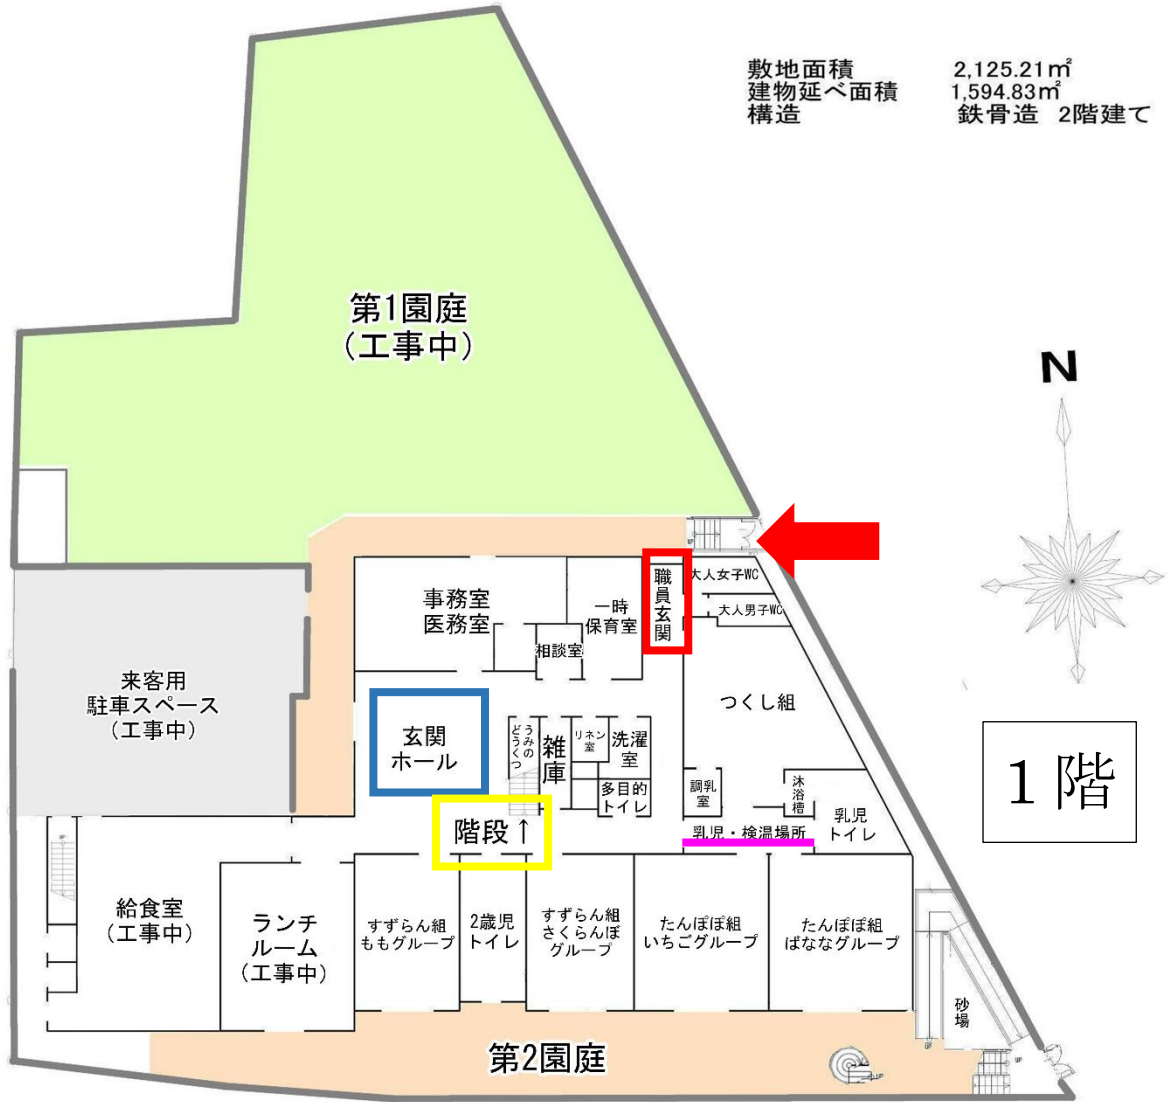 敷地面積 2,125.21㎡
建物延べ面積 1,594.83㎡
構造 鉄骨造 2階建て
第1園庭
(工事中)
N
職員玄関
大人女子WC
大人男子WC
事務室
医務室
一時
保育室
相談室
来客用
駐車スペース
(工事中)
つくし組
玄関
ホール
うみの
どうくつ
雑庫
リネン
室
洗濯
室
多目的
トイレ
調乳
室
沐浴槽
乳児
トイレ
1階
階段↑
乳児・検温場所
給食室
(工事中)
ランチ
ルーム
(工事中)
すずらん組
ももグループ
2歳児
トイレ
すずらん組
さくらんぼ
グループ
たんぽぽ組
いちごグループ
たんぽぽ組
ばななグループ
砂場
第2園庭
UP
UP